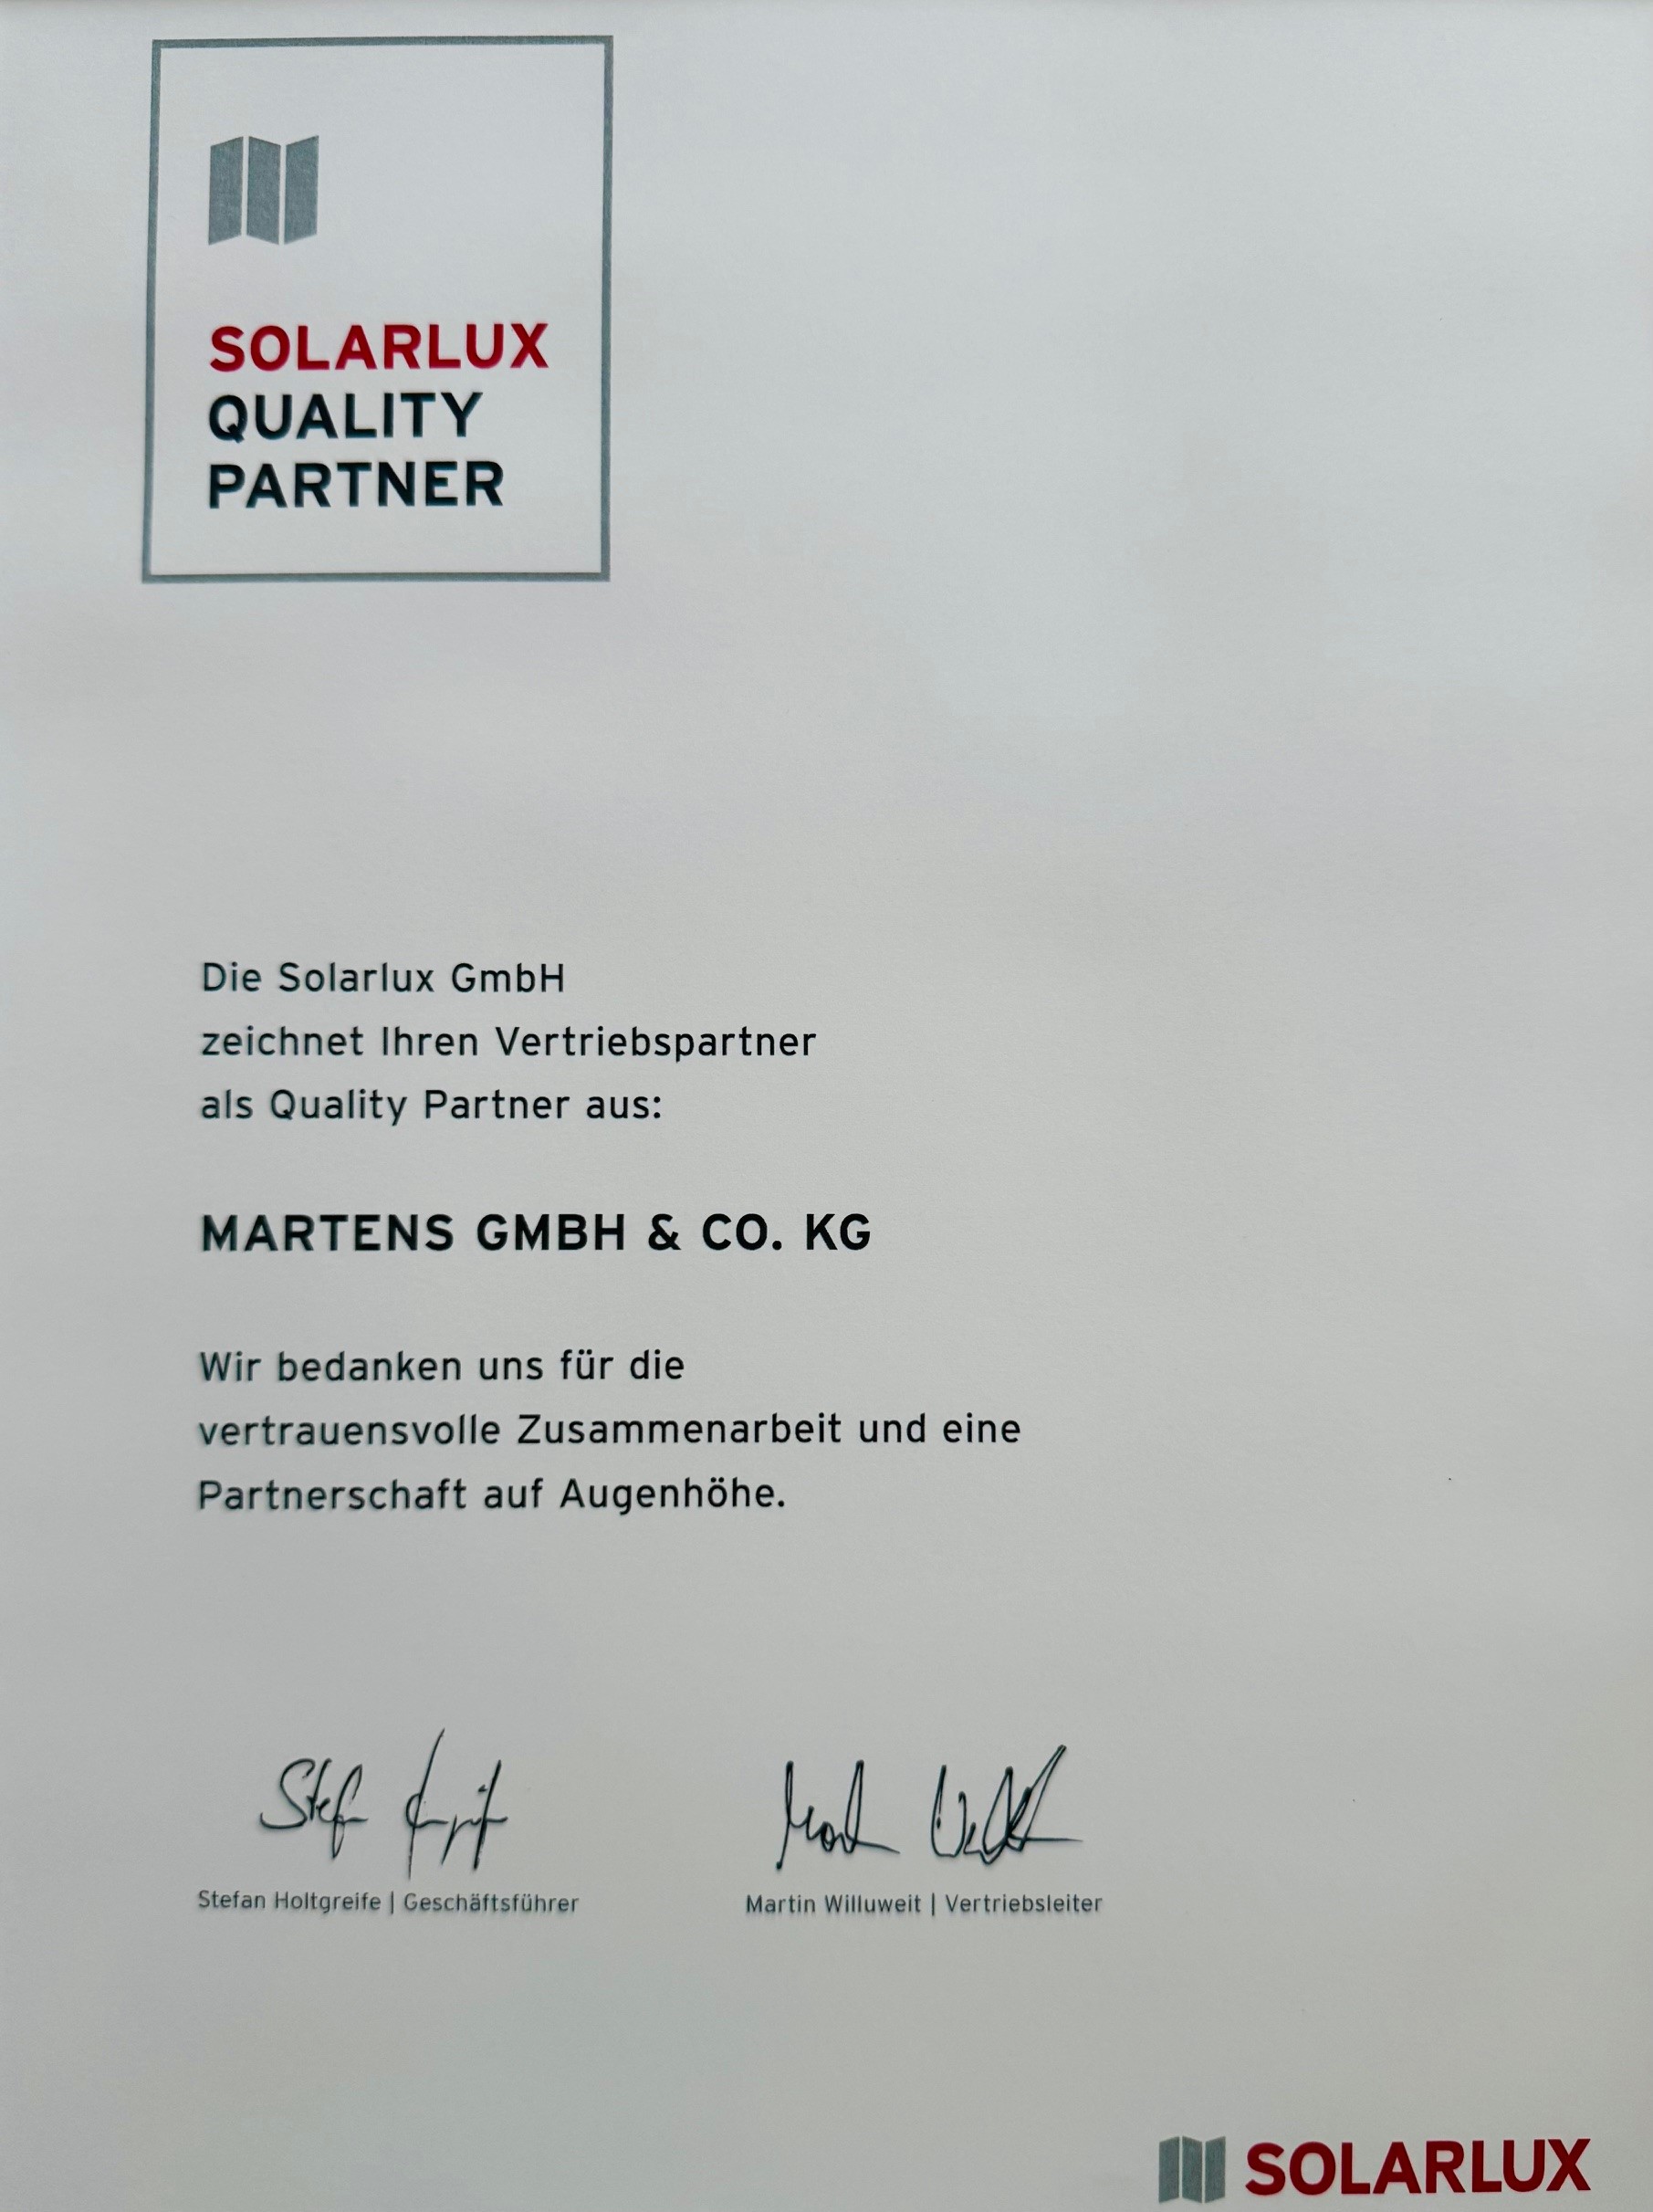 SOLARLUX
QUALITY
PARTNER
Die Solarlux GmbH
zeichnet Ihren Vertriebspartner
als Quality Partner aus:
MARTENS GMBH & CO. KG
Wir bedanken uns für die
vertrauensvolle Zusammenarbeit und eine
Partnerschaft auf Augenhöhe.
Stefan Holtgreife | Geschäftsführer
Martin Willuweit | Vertriebsleiter
SOLARLUX